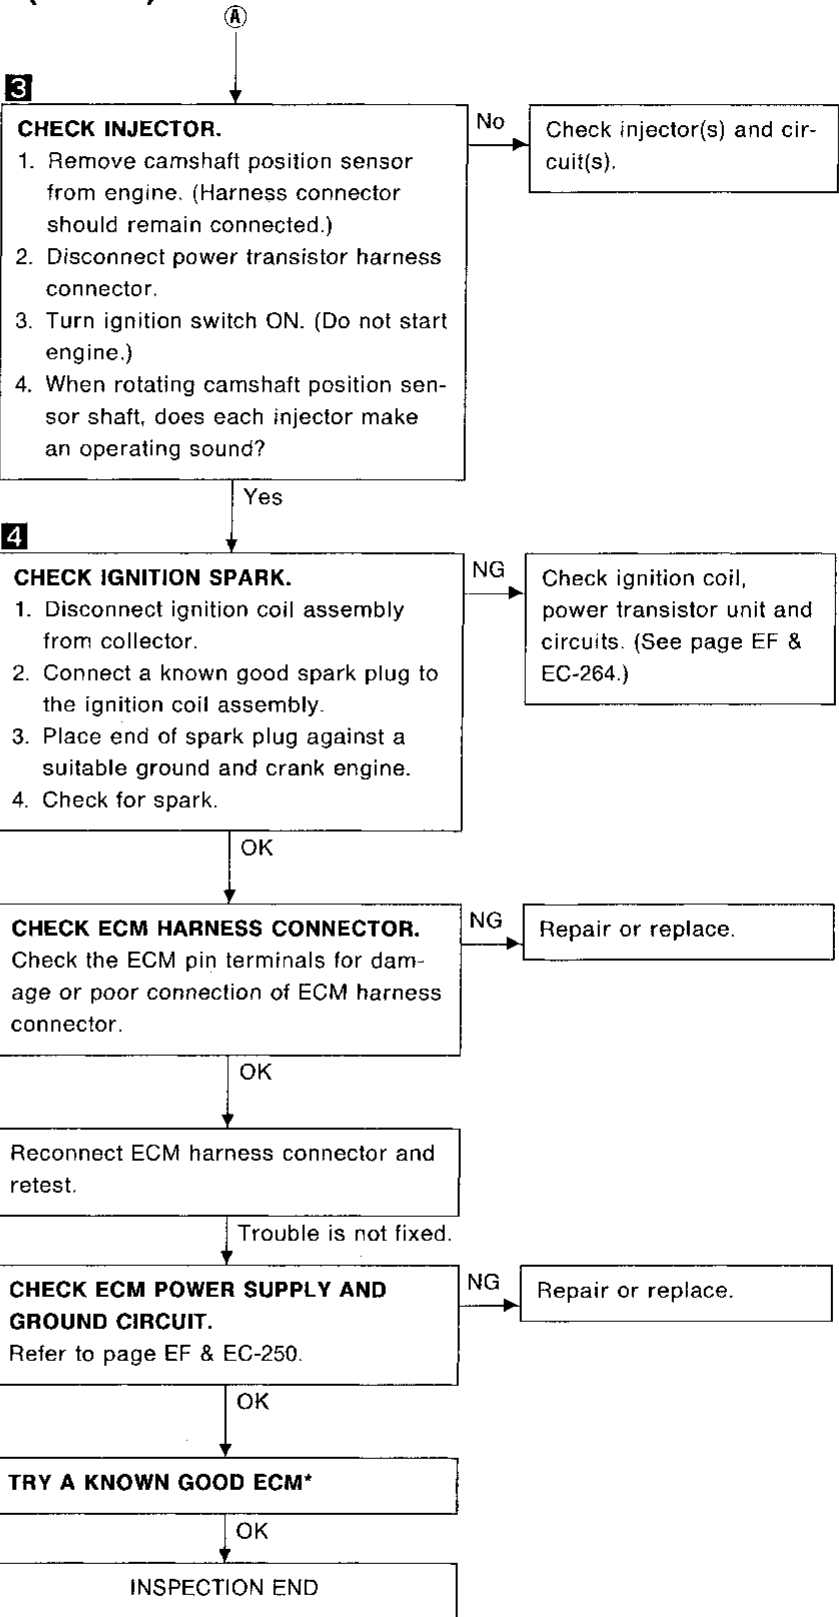 A
3
CHECK INJECTOR.
1. Remove camshaft position sensor
from engine. (Harness connector
should remain connected.)
2. Disconnect power transistor harness
connector.
3. Turn ignition switch ON. (Do not start
engine.)
4. When rotating camshaft position sen-
sor shaft, does each injector make
an operating sound?
No
Check injector(s) and cir-
cuit(s).
Yes
4
CHECK IGNITION SPARK.
1. Disconnect ignition coil assembly
from collector.
2. Connect a known good spark plug to
the ignition coil assembly.
3. Place end of spark plug against a
suitable ground and crank engine.
4. Check for spark.
NG
Check ignition coil,
power transistor unit and
circuits. (See page EF &
EC-264.)
OK
CHECK ECM HARNESS CONNECTOR.
Check the ECM pin terminals for dam-
age or poor connection of ECM harness
connector.
NG
Repair or replace.
OK
Reconnect ECM harness connector and
retest.
Trouble is not fixed.
CHECK ECM POWER SUPPLY AND
GROUND CIRCUIT.
Refer to page EF & EC-250.
NG
Repair or replace.
OK
TRY A KNOWN GOOD ECM*
OK
INSPECTION END